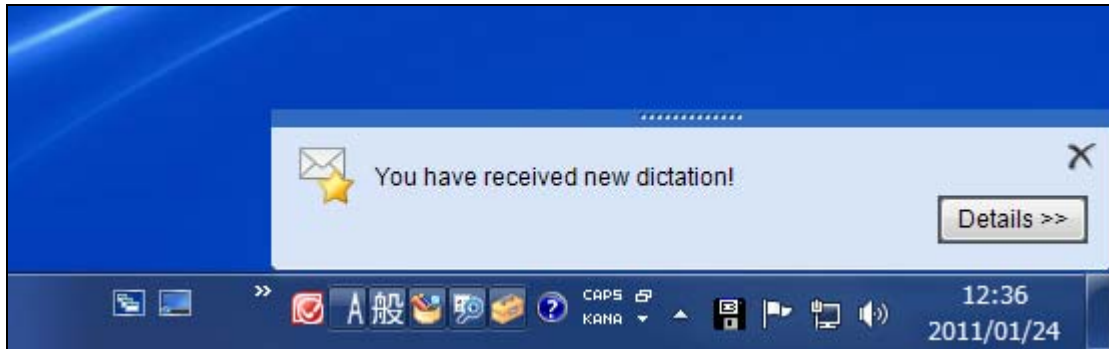 You have received new dictation!
Details >>
A 般 CAPS
KANA
12:36
2011/01/24